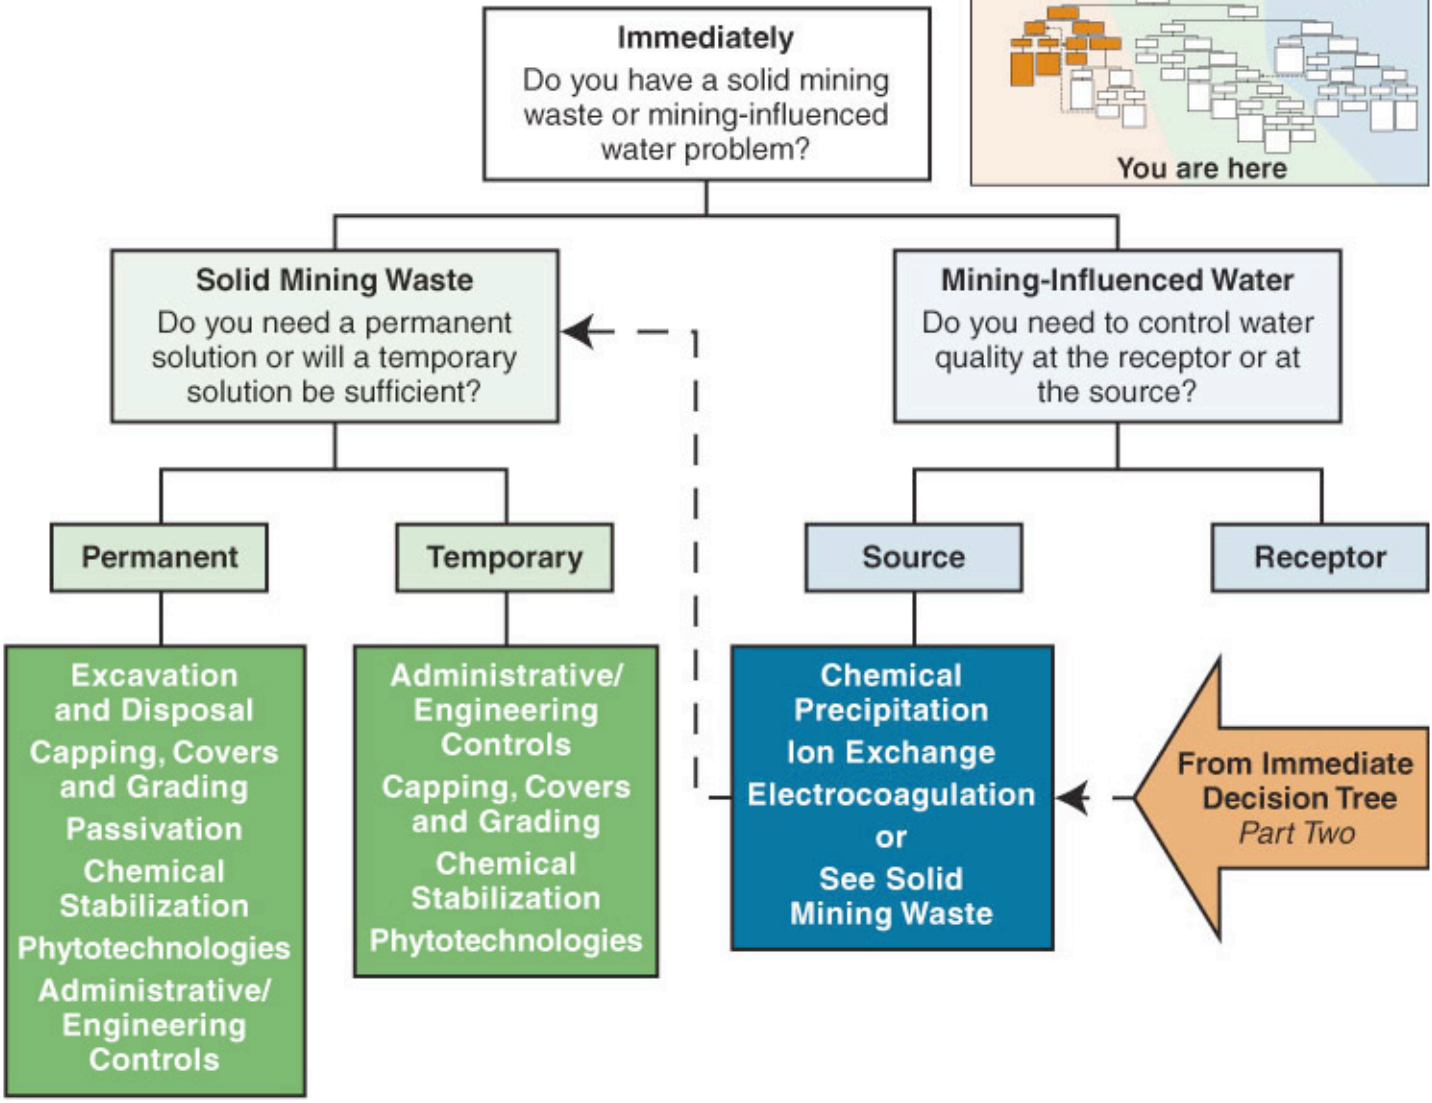 Immediately
Do you have a solid mining
waste or mining-influenced
water problem?
You are here
Solid Mining Waste
Do you need a permanent
solution or will a temporary
solution be sufficient?
Mining-Influenced Water
Do you need to control water
quality at the receptor or at
the source?
Permanent
Temporary
Source
Receptor
Excavation
and Disposal
Capping, Covers
and Grading
Passivation
Chemical
Stabilization
Phytotechnologies
Administrative/
Engineering
Controls
Administrative/
Engineering
Controls
Capping, Covers
and Grading
Chemical
Stabilization
Phytotechnologies
Chemical
Precipitation
Ion Exchange
Electrocoagulation
or
See Solid
Mining Waste
From Immediate
Decision Tree
Part Two